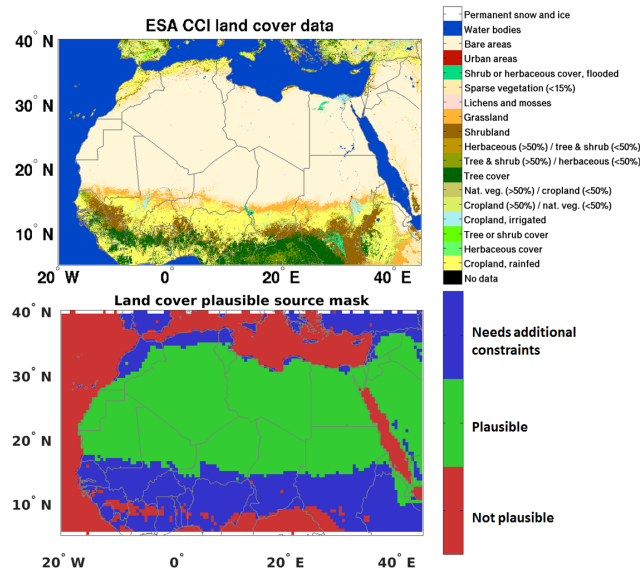 ESA CCI land cover data
40° N
30° N
20° N
10° N
20° W
0°
20° E
40° E
Permanent snow and ice
Water bodies
Bare areas
Urban areas
Shrub or herbaceous cover, flooded
Sparse vegetation (<15%)
Lichens and mosses
Grassland
Shrubland
Herbaceous (>50%) / tree & shrub (<50%)
Tree & shrub (>50%) / herbaceous (<50%)
Tree cover
Nat. veg. (>50%) / cropland (<50%)
Cropland (>50%) / nat. veg. (<50%)
Cropland, irrigated
Tree or shrub cover
Herbaceous cover
Cropland, rainfed
No data
Land cover plausible source mask
40° N
30° N
20° N
10° N
20° W
0°
20° E
40° E
Needs additional
constraints
Plausible
Not plausible